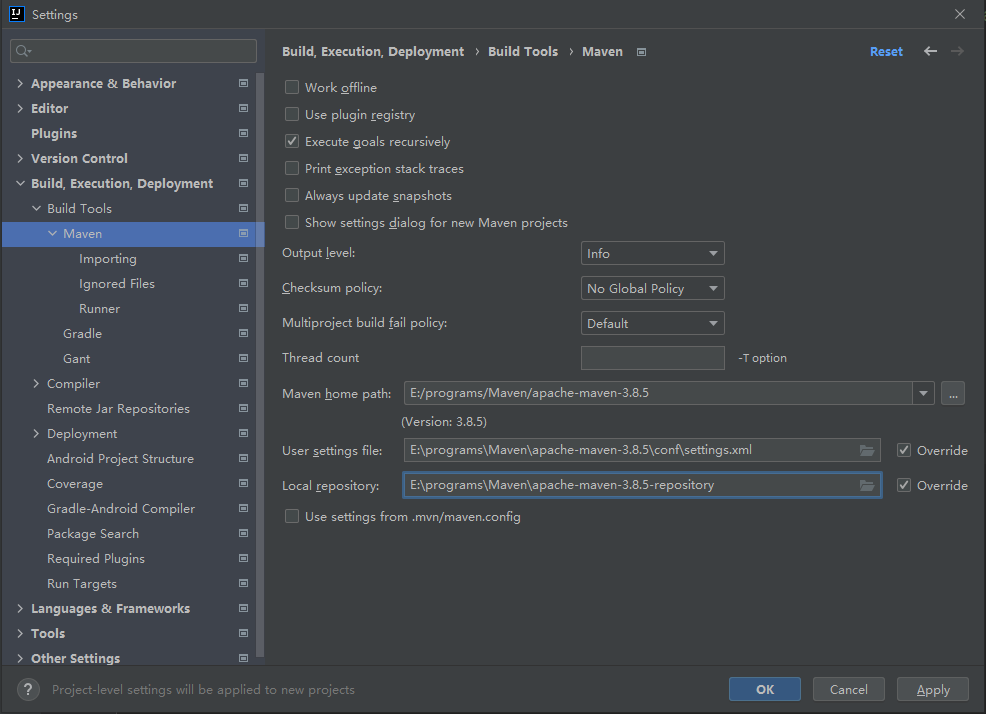 IJ
Settings
Appearance & Behavior
Editor
Plugins
Version Control
Build, Execution, Deployment
Build Tools
Maven
Importing
Ignored Files
Runner
Gradle
Gant
Compiler
Remote Jar Repositories
Deployment
Android Project Structure
Coverage
Gradle-Android Compiler
Package Search
Required Plugins
Run Targets
Languages & Frameworks
Tools
Other Settings
Build, Execution, Deployment › Build Tools › Maven
Reset
Work offline
Use plugin registry
Execute goals recursively
Print exception stack traces
Always update snapshots
Show settings dialog for new Maven projects
Output level: Info
Checksum policy: No Global Policy
Multiproject build fail policy: Default
Thread count -T option
Maven home path: E:/programs/Maven/apache-maven-3.8.5 ...
(Version: 3.8.5)
User settings file: E:\programs\Maven\apache-maven-3.8.5\conf\settings.xml Override
Local repository: E:\programs\Maven\apache-maven-3.8.5-repository Override
Use settings from .mvn/maven.config
? Project-level settings will be applied to new projects
OK Cancel Apply